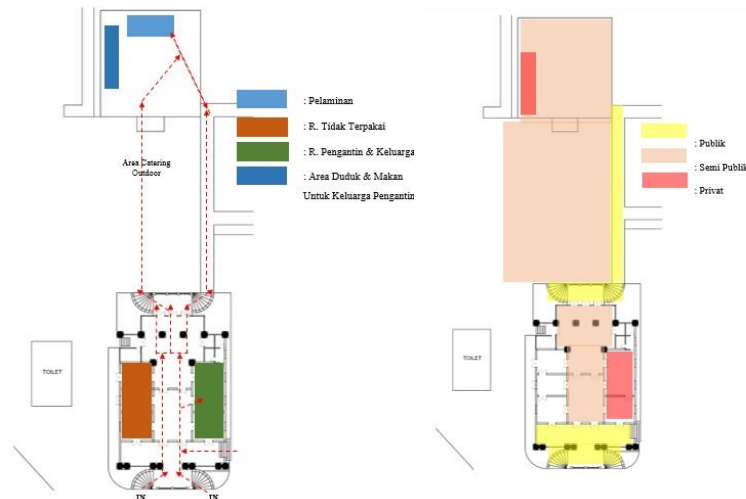 : Pelaminan
: R. Tidak Terpakai
: R. Pengantin & Keluarga
: Area Duduk & Makan
Untuk Keluarga Pengantin
Area Catering
Outdoor
TOILET
IN
IN
: Publik
: Semi Publik
: Privat
TOILET